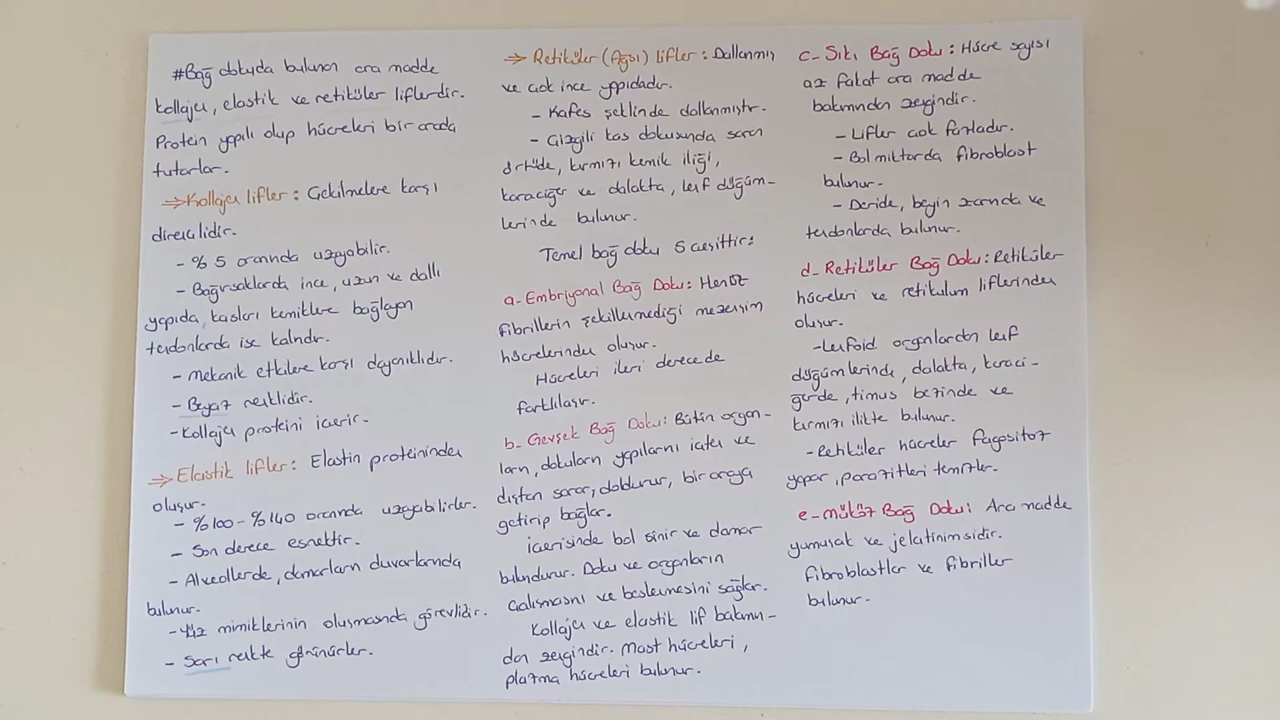 #Bağ dokuda bulunan ara madde
kollajen, elastik ve retiküler liflerdir.
Protein yapılı olup hücreleri bir arada
tutarlar.
⇒Kollajen lifler: Çekilmelere karşı
dirençlidir.
- %5 oranında uzayabilir.
- Bağırsaklarda ince, uzun ve dallı
yapıda, kasları kemiklere bağlayan
tendonlarda ise kalındır.
- Mekanik etkilere karşı dayanıklıdır.
- Beyaz renklidir.
- Kollajen proteini içerir.
⇒ Elastik lifler: Elastin proteininden
oluşur.
- %100-%140 oranında uzayabilirler.
- Son derece esnektir.
- Alveollerde, damarların duvarlarında
bulunur.
- Yüz mimiklerinin oluşmasında görevlidir.
- Sarı renkte görünürler.
⇒ Retiküler (Ağsı) lifler: Dallanmış
ve çok ince yapıdadır.
- Kafes şeklinde dallanmıştır.
- Çizgili kas dokusunda saran
örtüde, kırmızı kemik iliği,
karaciğer ve dalakta, lenf düğüm-
lerinde bulunur.
Temel bağ doku 5 çeşittir:
a- Embriyonal Bağ Doku: Henüz
fibrillerin şekillenmediği mezenşim
hücrelerinden oluşur.
Hücreleri ileri derecede
farklılaşır.
b- Gevşek Bağ Doku: Bütün organ-
ların, dokuların yapılarını içten ve
dıştan sarar, doldurur, bir araya
getirip bağlar.
İçerisinde bol sinir ve damar
bulundurur. Doku ve organların
çalışmasını ve beslenmesini sağlar.
Kollajen ve elastik lif bakımın-
dan zengindir. Mast hücreleri,
plazma hücreleri bulunur.
c- Sıkı Bağ Doku: Hücre sayısı
az fakat ara madde
bakımından zengindir.
- Lifler çok fazladır.
- Bol miktarda fibroblast
bulunur.
- Deride, beyin zarında ve
tendonlarda bulunur.
d- Retiküler Bağ Doku: Retiküler
hücreleri ve retikulum liflerinden
oluşur.
- Lenfoid organlardan lenf
düğümlerinde, dalakta, karaci-
ğerde, timus bezinde ve
kırmızı ilikte bulunur.
- Retiküler hücreler fagositoz
yapar, parazitleri temizler.
e- Müköz Bağ Doku: Ara madde
yumuşak ve jelatinimsidir.
Fibroblastlar ve fibriller
bulunur.